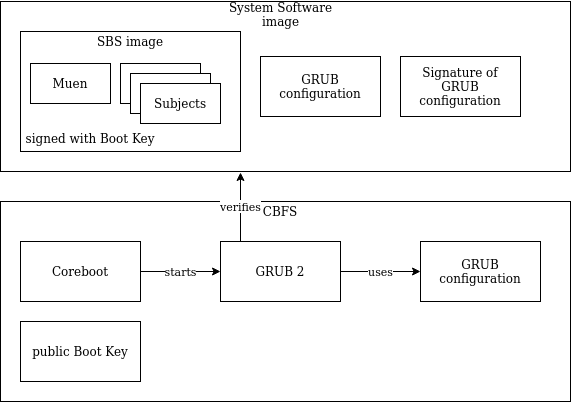 System Software
image
SBS image
Muen
Subjects
signed with Boot Key
GRUB
configuration
Signature of
GRUB
configuration
verifies
CBFS
Coreboot
starts
GRUB 2
uses
GRUB
configuration
public Boot Key